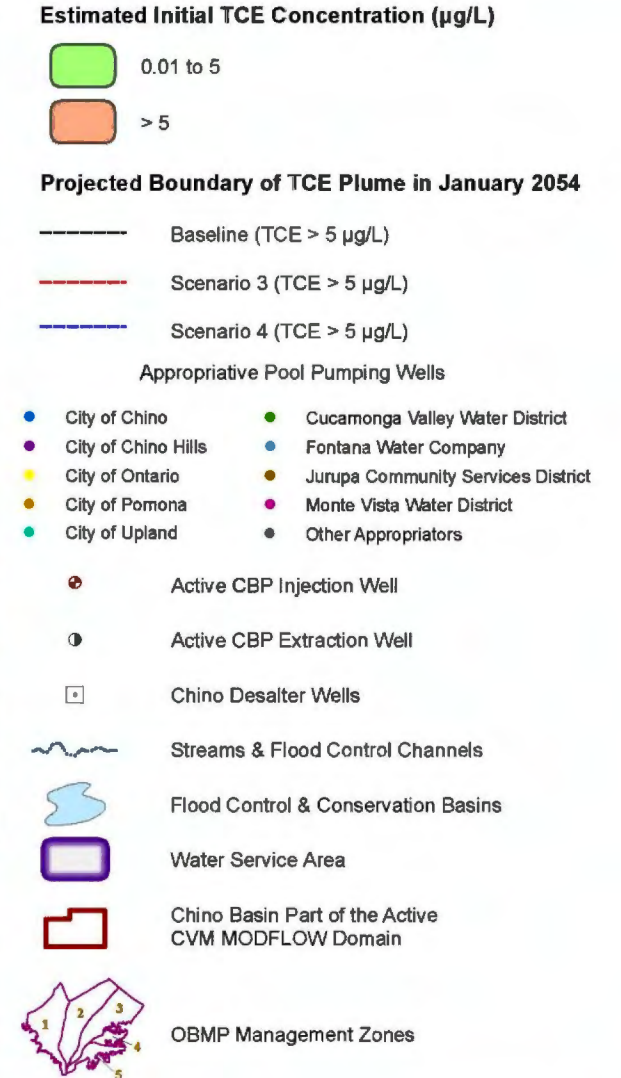 Estimated Initial TCE Concentration (µg/L)
0.01 to 5
> 5
Projected Boundary of TCE Plume in January 2054
Baseline (TCE > 5 µg/L)
Scenario 3 (TCE > 5 µg/L)
Scenario 4 (TCE > 5 µg/L)
Appropriative Pool Pumping Wells
City of Chino
City of Chino Hills
City of Ontario
City of Pomona
City of Upland
Cucamonga Valley Water District
Fontana Water Company
Jurupa Community Services District
Monte Vista Water District
Other Appropriators
Active CBP Injection Well
Active CBP Extraction Well
Chino Desalter Wells
Streams & Flood Control Channels
Flood Control & Conservation Basins
Water Service Area
Chino Basin Part of the Active
CVM MODFLOW Domain
1
2
3
4
5
OBMP Management Zones